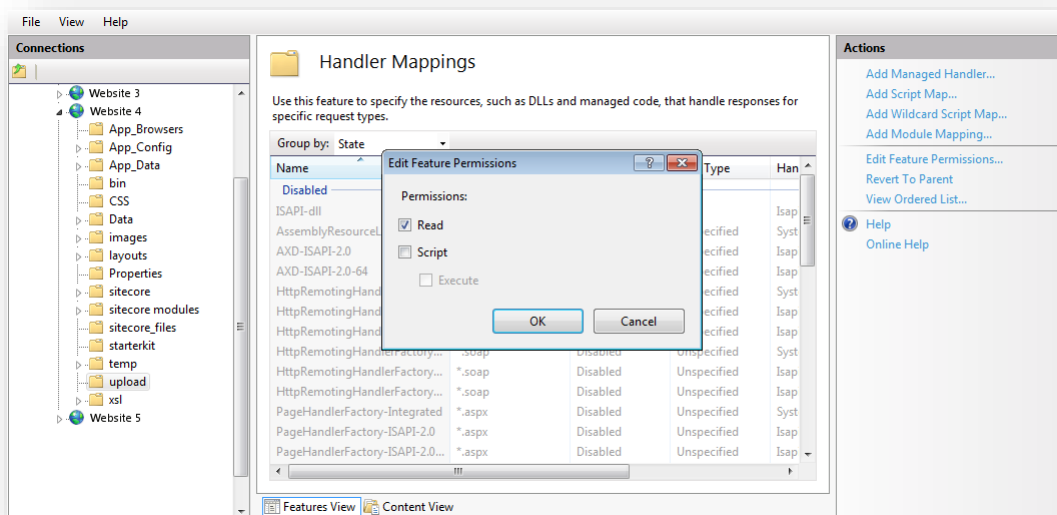 File View Help
Connections
Website 3
Website 4
App_Browsers
App_Config
App_Data
bin
CSS
Data
images
layouts
Properties
sitecore
sitecore modules
sitecore_files
starterkit
temp
upload
xsl
Website 5
Handler Mappings
Use this feature to specify the resources, such as DLLs and managed code, that handle responses for
specific request types.
Group by: State
Name Type Han
Disabled
ISAPI-dll Isap
AssemblyResourceL ecified Syst
AXD-ISAPI-2.0 ecified Isap
AXD-ISAPI-2.0-64 ecified Isap
HttpRemotingHand ecified Syst
HttpRemotingHand ecified Isap
HttpRemotingHand ecified Isap
HttpRemotingHandlerFactory... *.soap Disabled Unspecified Syst
HttpRemotingHandlerFactory... *.soap Disabled Unspecified Isap
HttpRemotingHandlerFactory... *.soap Disabled Unspecified Isap
PageHandlerFactory-Integrated *.aspx Disabled Unspecified Syst
PageHandlerFactory-ISAPI-2.0 *.aspx Disabled Unspecified Isap
PageHandlerFactory-ISAPI-2.0... *.aspx Disabled Unspecified Isap
Edit Feature Permissions
Permissions:
Read
Script
Execute
OK Cancel
Features View Content View
Actions
Add Managed Handler...
Add Script Map...
Add Wildcard Script Map...
Add Module Mapping...
Edit Feature Permissions...
Revert To Parent
View Ordered List...
Help
Online Help